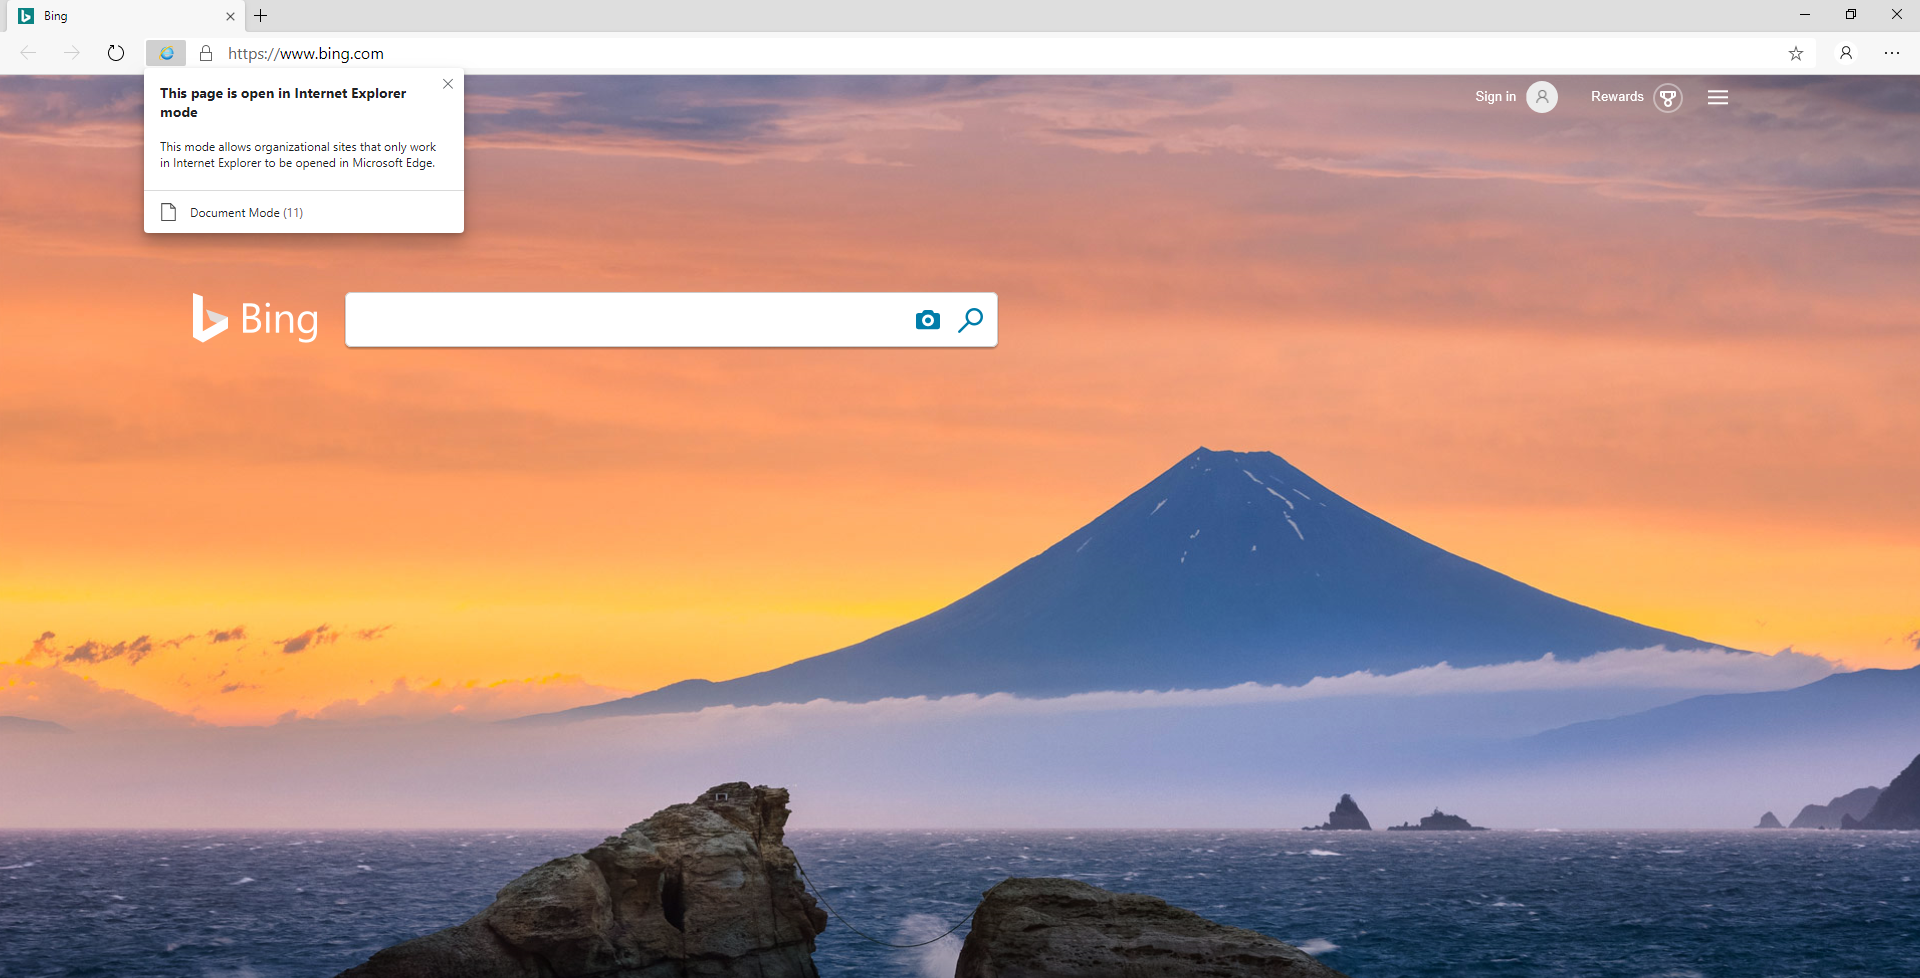 Bing
https://www.bing.com
This page is open in Internet Explorer
mode
This mode allows organizational sites that only work
in Internet Explorer to be opened in Microsoft Edge.
Document Mode (11)
Sign in
Rewards
Bing